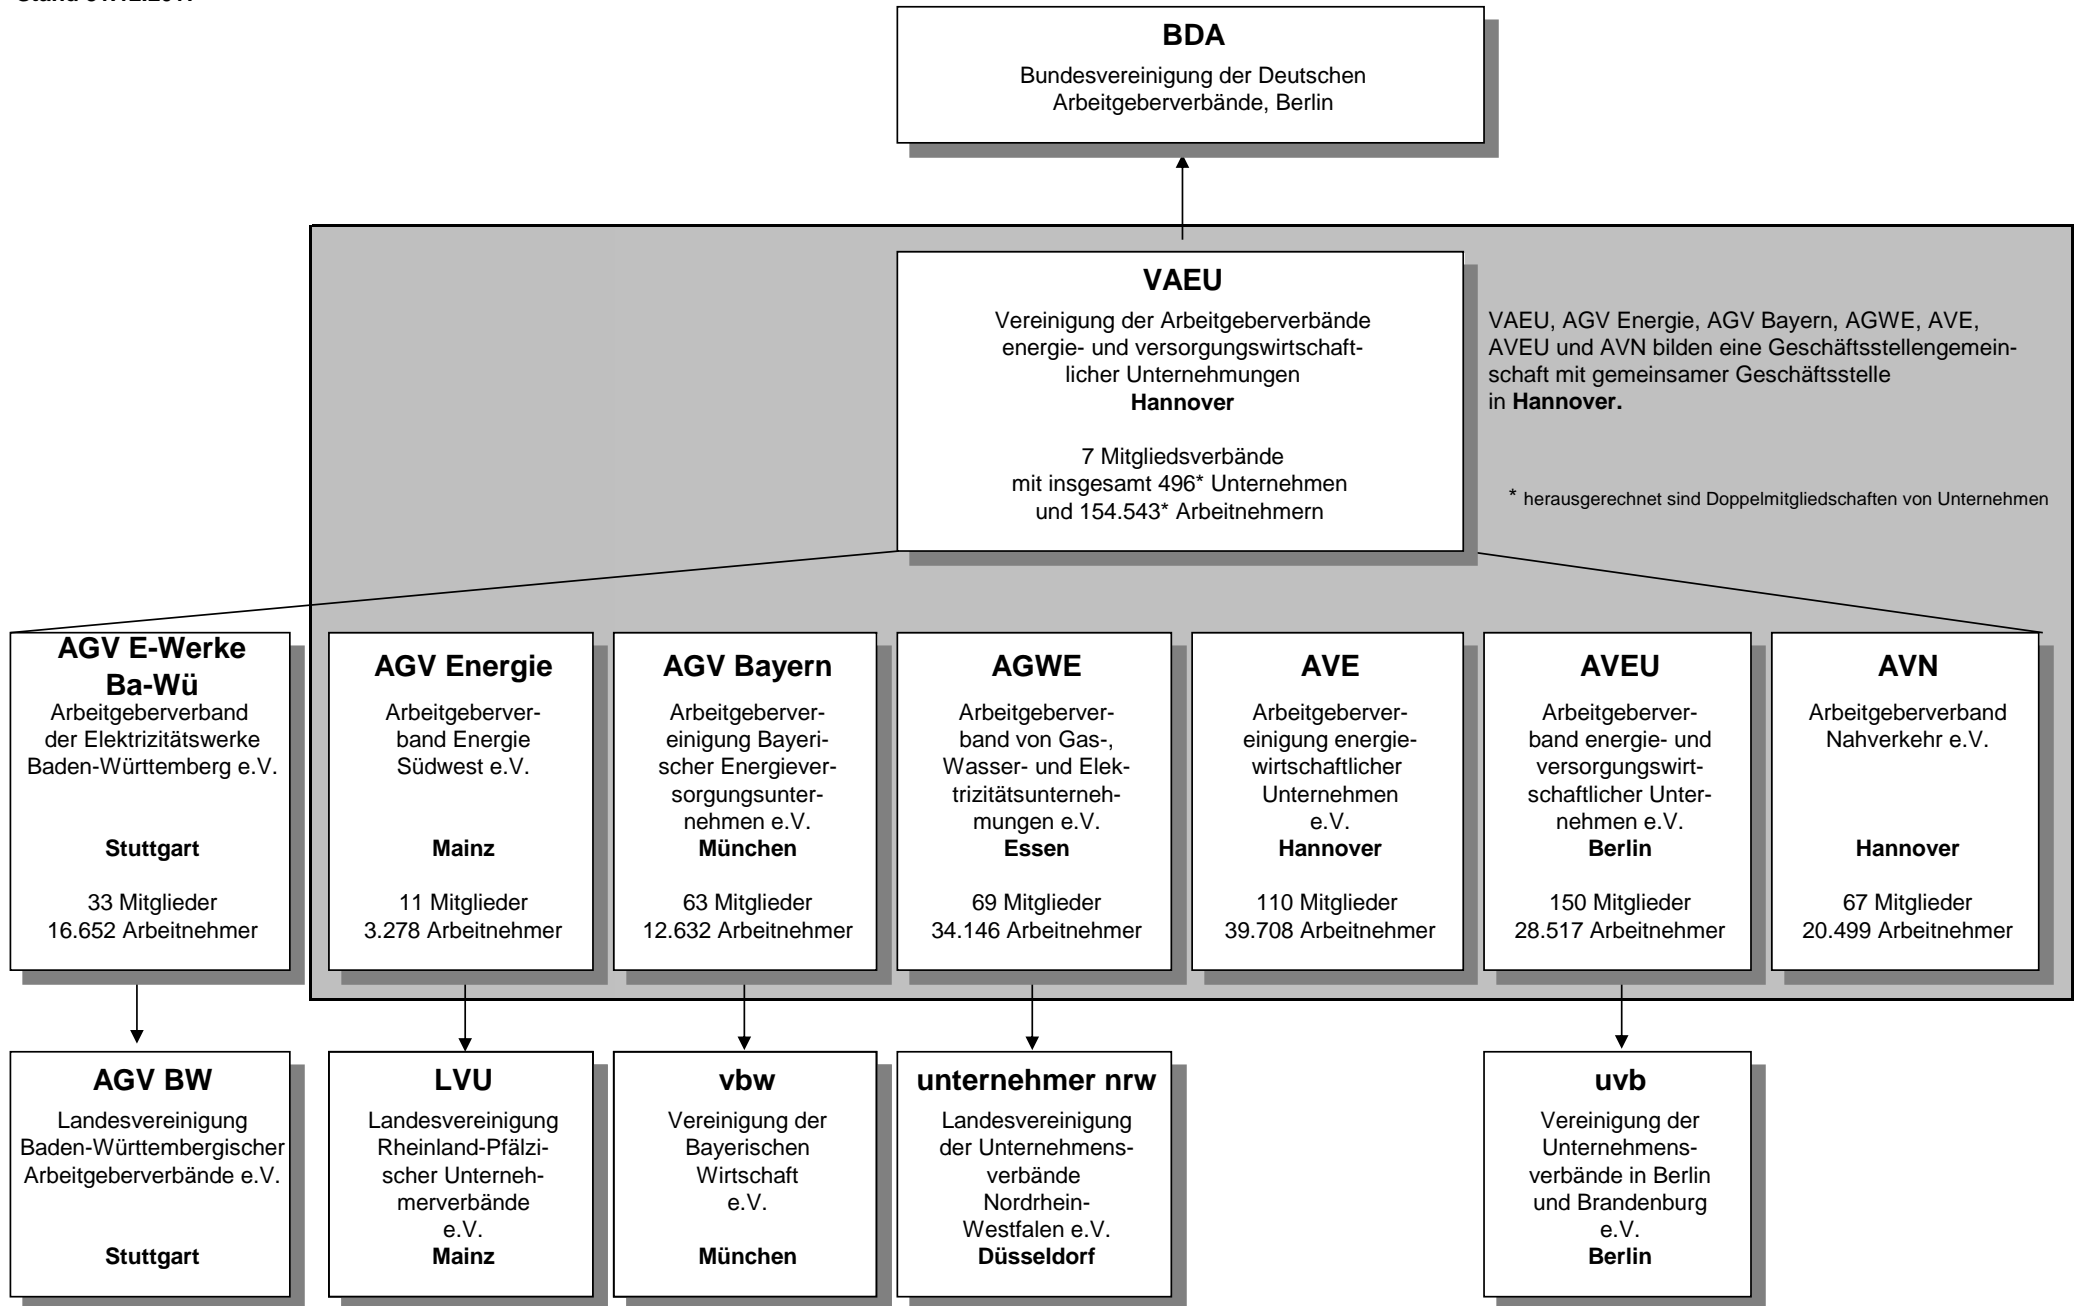 BDA
Bundesvereinigung der Deutschen
Arbeitgeberverbände, Berlin
VAEU
Vereinigung der Arbeitgeberverbände
energie- und versorgungswirtschaft-
licher Unternehmungen
Hannover
7 Mitgliedsverbände
mit insgesamt 496* Unternehmen
und 154.543* Arbeitnehmern
VAEU, AGV Energie, AGV Bayern, AGWE, AVE,
AVEU und AVN bilden eine Geschäftsstellengemein-
schaft mit gemeinsamer Geschäftsstelle
in Hannover.
* herausgerechnet sind Doppelmitgliedschaften von Unternehmen
AGV E-Werke
Ba-Wü
Arbeitgeberverband
der Elektrizitätswerke
Baden-Württemberg e.V.
Stuttgart
33 Mitglieder
16.652 Arbeitnehmer
AGV Energie
Arbeitgeberver-
band Energie
Südwest e.V.
Mainz
11 Mitglieder
3.278 Arbeitnehmer
AGV Bayern
Arbeitgeberver-
einigung Bayeri-
scher Energiever-
sorgungsunter-
nehmen e.V.
München
63 Mitglieder
12.632 Arbeitnehmer
AGWE
Arbeitgeberver-
band von Gas-,
Wasser- und Elek-
trizitätsunterneh-
mungen e.V.
Essen
69 Mitglieder
34.146 Arbeitnehmer
AVE
Arbeitgeberver-
einigung energie-
wirtschaftlicher
Unternehmen
e.V.
Hannover
110 Mitglieder
39.708 Arbeitnehmer
AVEU
Arbeitgeberver-
band energie- und
versorgungswirt-
schaftlicher Unter-
nehmen e.V.
Berlin
150 Mitglieder
28.517 Arbeitnehmer
AVN
Arbeitgeberverband
Nahverkehr e.V.
Hannover
67 Mitglieder
20.499 Arbeitnehmer
AGV BW
Landesvereinigung
Baden-Württembergischer
Arbeitgeberverbände e.V.
Stuttgart
LVU
Landesvereinigung
Rheinland-Pfälzi-
scher Unterneh-
merverbände
e.V.
Mainz
vbw
Vereinigung der
Bayerischen
Wirtschaft
e.V.
München
unternehmer nrw
Landesvereinigung
der Unternehmens-
verbände
Nordrhein-
Westfalen e.V.
Düsseldorf
uvb
Vereinigung der
Unternehmens-
verbände in Berlin
und Brandenburg
e.V.
Berlin